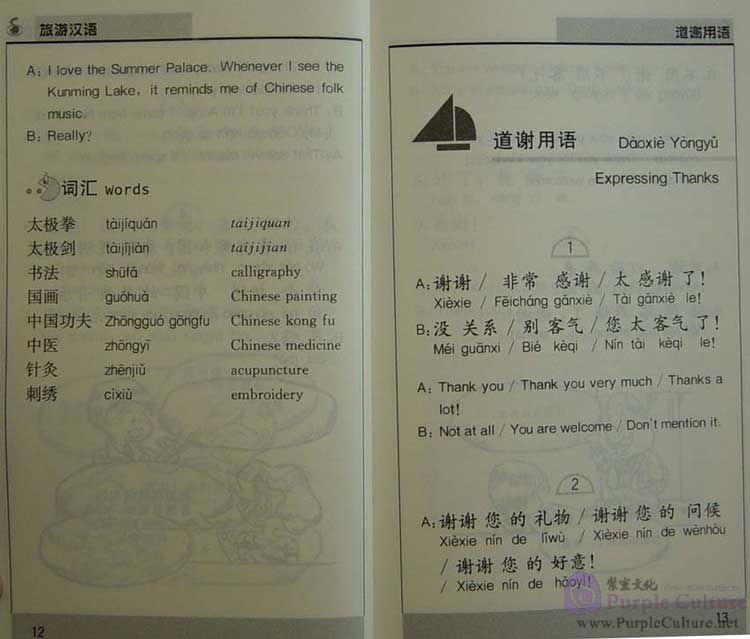 旅游汉语
A: I love the Summer Palace. Whenever I see the
Kunming Lake, it reminds me of Chinese folk
music.
B: Really?
词汇 words
太极拳 tàijíquán taijiquan
太极剑 tàijíjiàn taijijian
书法 shūfǎ calligraphy
国画 guóhuà Chinese painting
中国功夫 Zhōngguó gōngfu Chinese kong fu
中医 zhōngyī Chinese medicine
针灸 zhēnjiǔ acupuncture
刺绣 cìxiù embroidery
12
道谢用语
道谢用语 Dàoxiè Yòngyǔ
Expressing Thanks
1
A: 谢谢 / 非常 感谢 / 太 感谢 了!
Xièxie / Fēicháng gǎnxiè / Tài gǎnxiè le!
B: 没 关系 / 别 客气 / 您 太 客气 了!
Méi guānxi / Bié kèqi / Nín tài kèqi le!
A: Thank you / Thank you very much / Thanks a
lot!
B: Not at all / You are welcome / Don't mention it.
2
A: 谢谢 您 的 礼物 / 谢谢 您 的 问候
Xièxie nín de lǐwù / Xièxie nín de wènhòu
/ 谢谢 您 的 好意!
/ Xièxie nín de hǎoyì!
13
紫室文化
Purple Culture
www.PurpleCulture.net